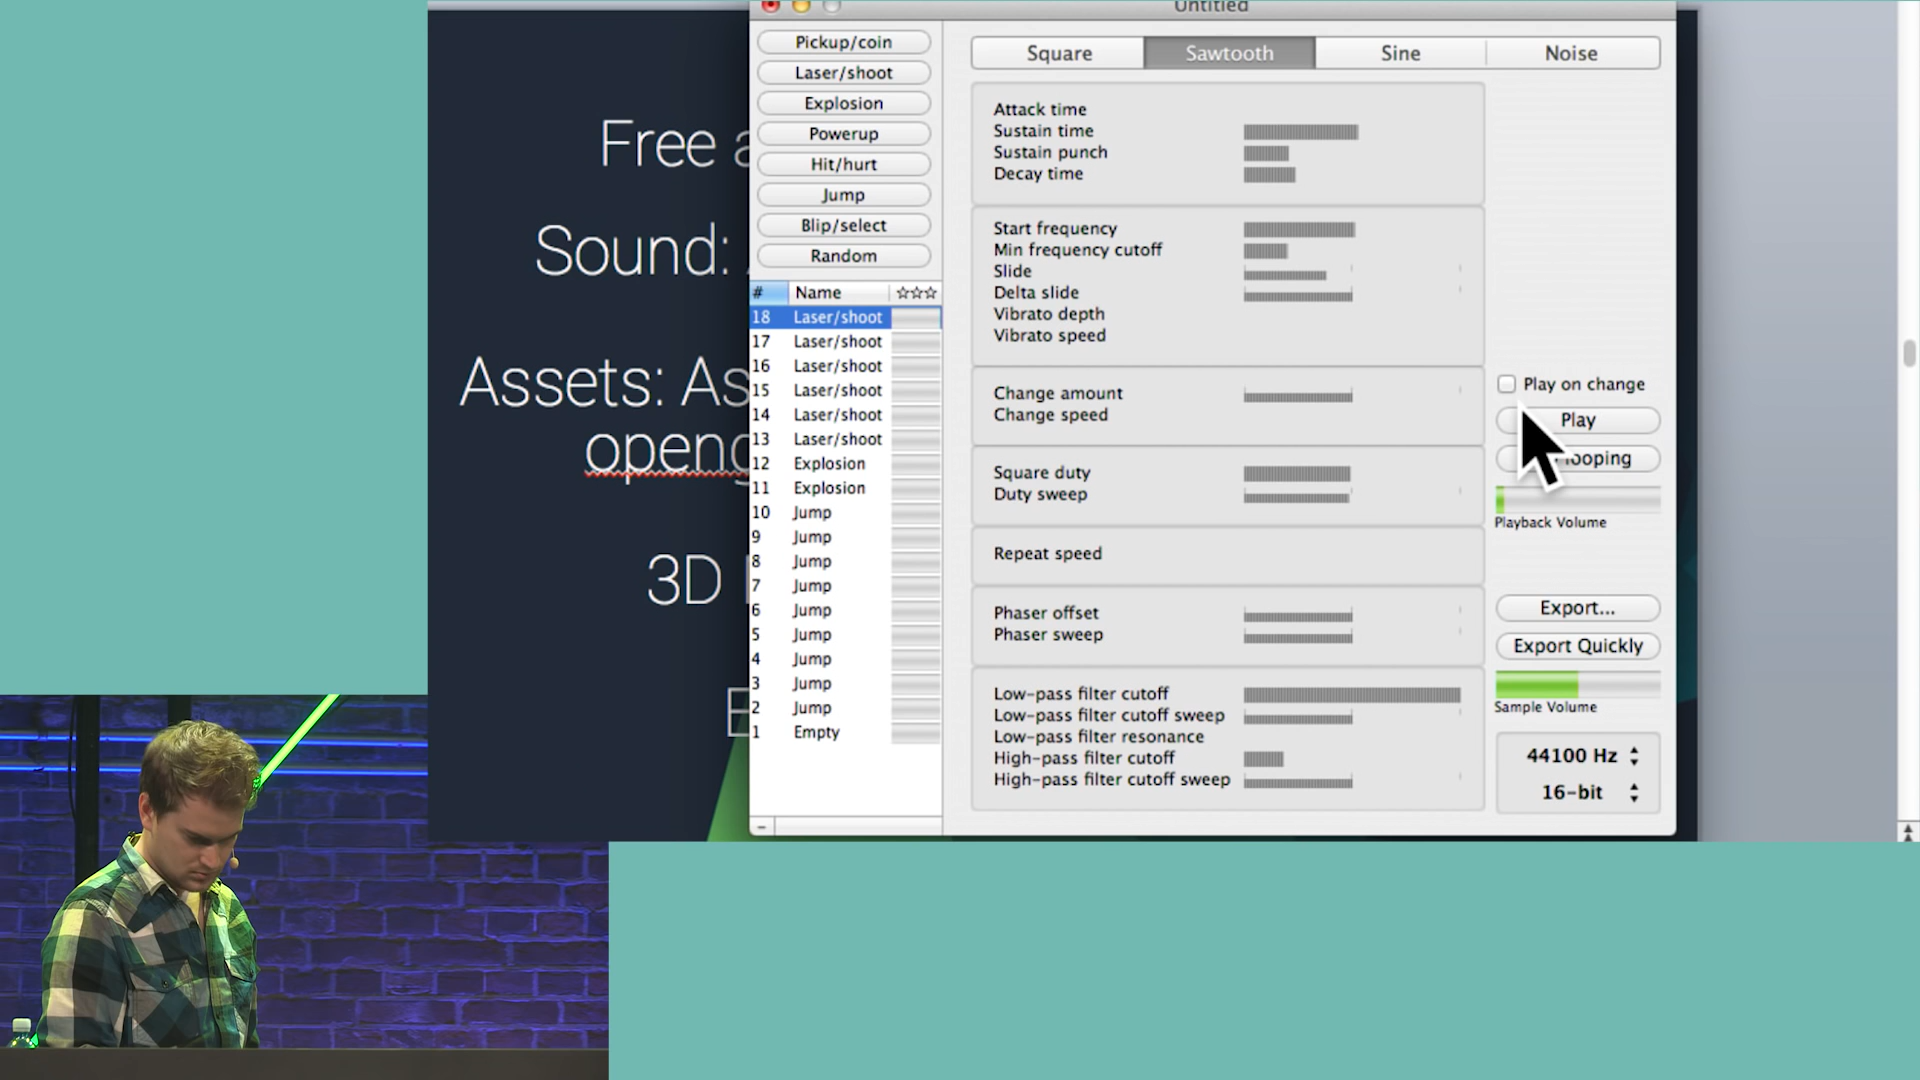 Untitled
Free
Sound:
Assets: As
openg
3D
Pickup/coin
Laser/shoot
Explosion
Powerup
Hit/hurt
Jump
Blip/select
Random
# Name ☆☆☆
18 Laser/shoot
17 Laser/shoot
16 Laser/shoot
15 Laser/shoot
14 Laser/shoot
13 Laser/shoot
12 Explosion
11 Explosion
10 Jump
9 Jump
8 Jump
7 Jump
6 Jump
5 Jump
4 Jump
3 Jump
2 Jump
1 Empty
Square Sawtooth Sine Noise
Attack time
Sustain time
Sustain punch
Decay time
Start frequency
Min frequency cutoff
Slide
Delta slide
Vibrato depth
Vibrato speed
Change amount
Change speed
Square duty
Duty sweep
Repeat speed
Phaser offset
Phaser sweep
Low-pass filter cutoff
Low-pass filter cutoff sweep
Low-pass filter resonance
High-pass filter cutoff
High-pass filter cutoff sweep
Play on change
Play
ooping
Playback Volume
Export...
Export Quickly
Sample Volume
44100 Hz
16-bit